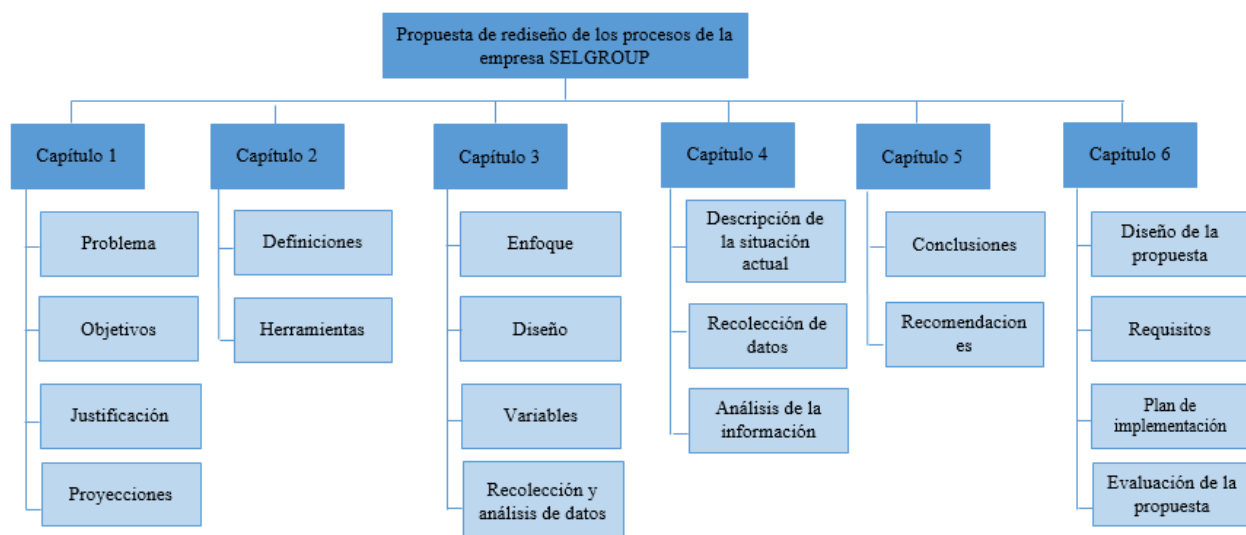 Propuesta de rediseño de los procesos de la
empresa SELGROUP
Capítulo 1
Problema
Objetivos
Justificación
Proyecciones
Capítulo 2
Definiciones
Herramientas
Capítulo 3
Enfoque
Diseño
Variables
Recolección y
análisis de datos
Capítulo 4
Descripción de
la situación
actual
Recolección de
datos
Análisis de la
información
Capítulo 5
Conclusiones
Recomendacion
es
Capítulo 6
Diseño de la
propuesta
Requisitos
Plan de
implementación
Evaluación de la
propuesta